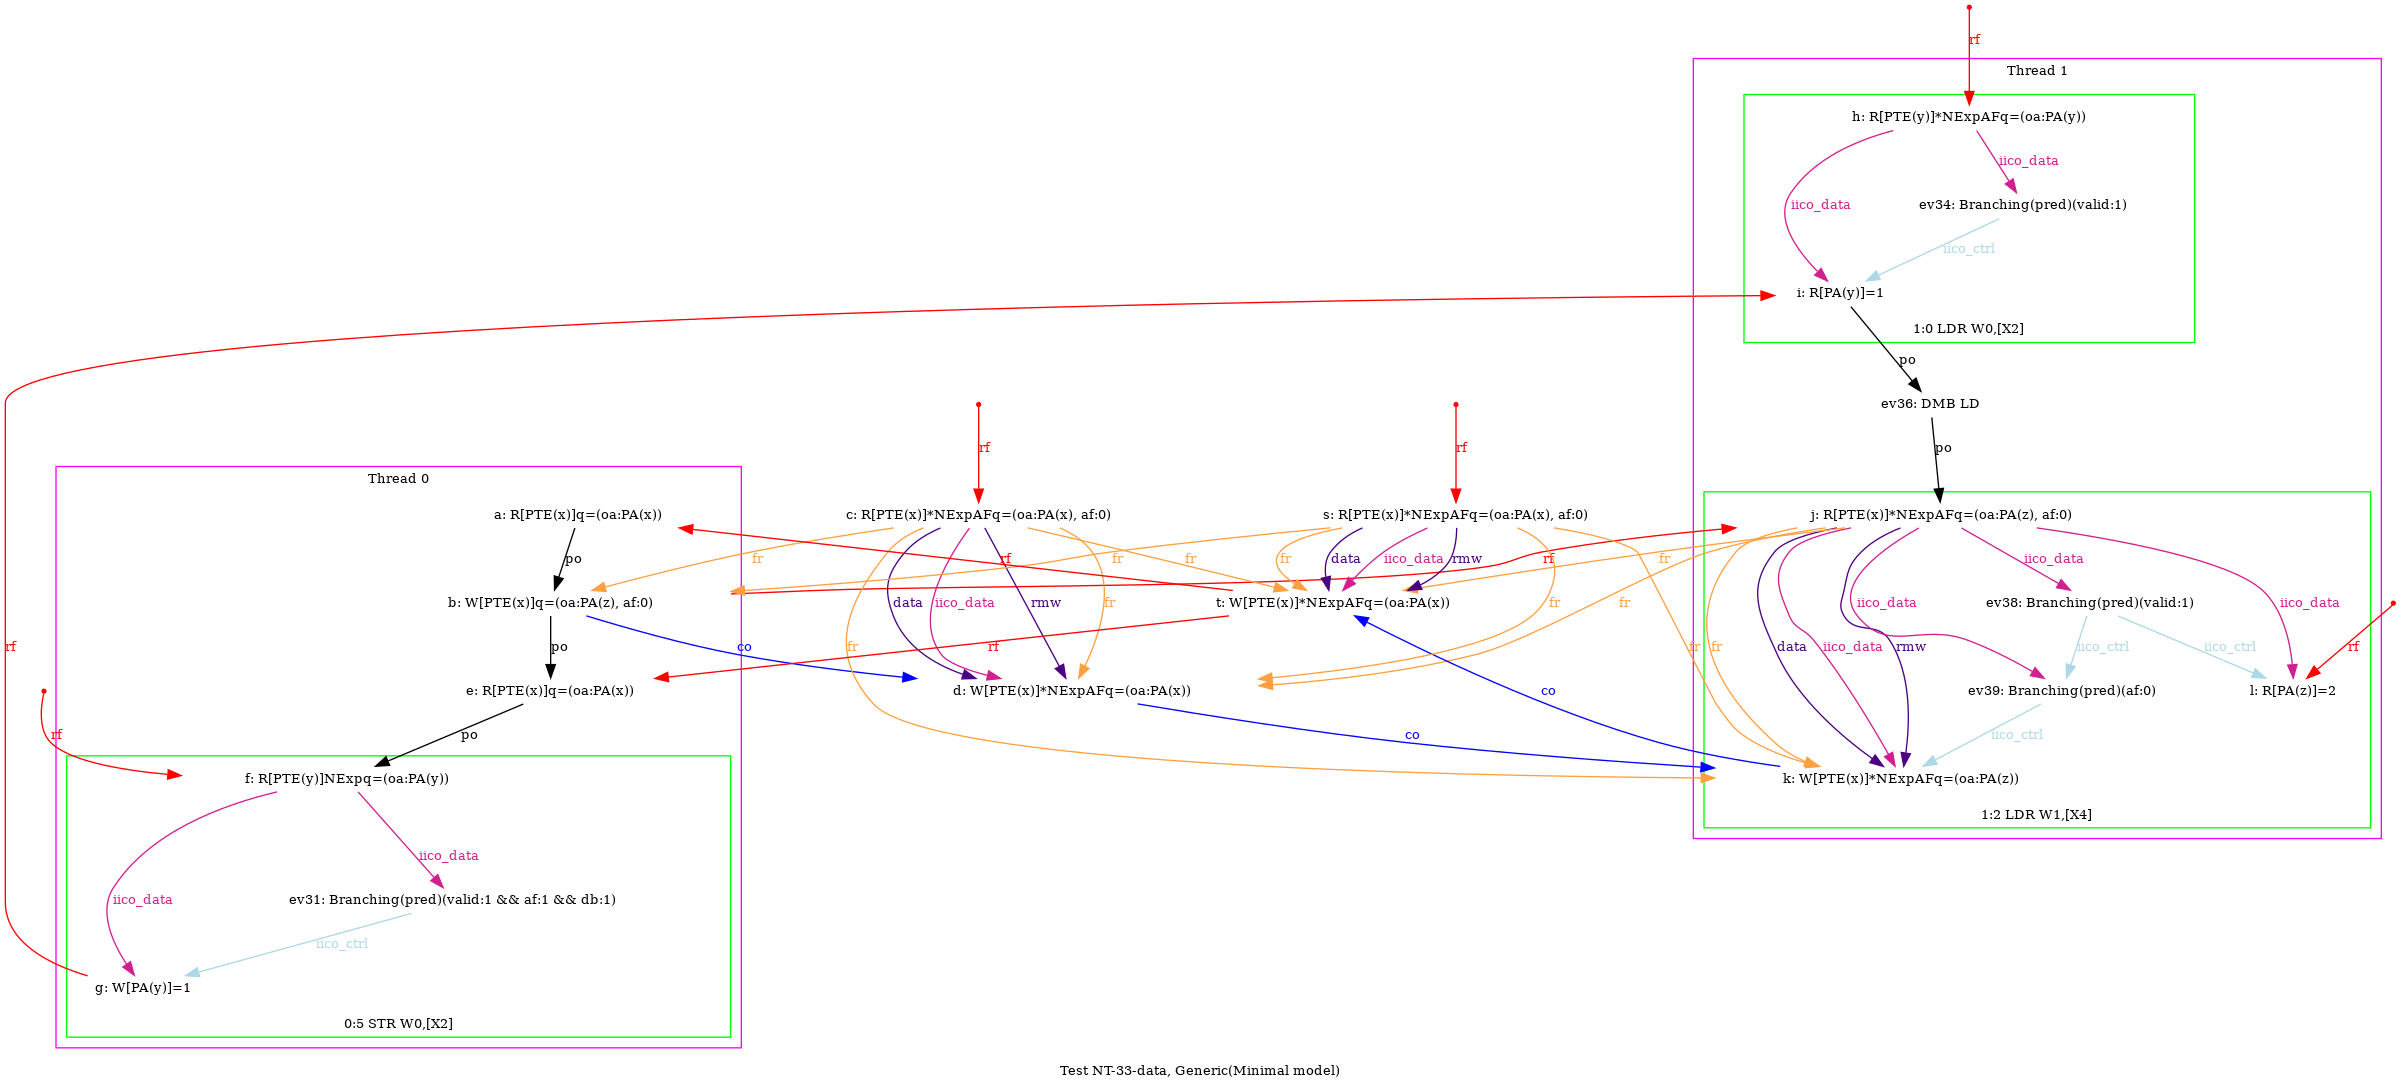 rf
Thread 1
h: R[PTE(y)]*NExpAFq=(oa:PA(y))
iico_data
iico_data
ev34: Branching(pred)(valid:1)
iico_ctrl
i: R[PA(y)]=1
1:0 LDR W0,[X2]
po
ev36: DMB LD
rf
rf
po
Thread 0
a: R[PTE(x)]q=(oa:PA(x))
c: R[PTE(x)]*NExpAFq=(oa:PA(x), af:0)
s: R[PTE(x)]*NExpAFq=(oa:PA(x), af:0)
j: R[PTE(x)]*NExpAFq=(oa:PA(z), af:0)
po
fr
rf
fr
fr
fr
data
iico_data
rmw
rf
fr
iico_data
b: W[PTE(x)]q=(oa:PA(z), af:0)
data
iico_data
rmw
fr
t: W[PTE(x)]*NExpAFq=(oa:PA(x))
fr
fr
iico_data
ev38: Branching(pred)(valid:1)
iico_data
rf
po
co
fr
rf
fr
fr
data
iico_data
rmw
iico_ctrl
iico_ctrl
rf
e: R[PTE(x)]q=(oa:PA(x))
d: W[PTE(x)]*NExpAFq=(oa:PA(x))
co
ev39: Branching(pred)(af:0)
l: R[PA(z)]=2
rf
po
co
iico_ctrl
f: R[PTE(y)]NExpq=(oa:PA(y))
k: W[PTE(x)]*NExpAFq=(oa:PA(z))
1:2 LDR W1,[X4]
iico_data
iico_data
ev31: Branching(pred)(valid:1 && af:1 && db:1)
iico_ctrl
g: W[PA(y)]=1
0:5 STR W0,[X2]
Test NT-33-data, Generic(Minimal model)